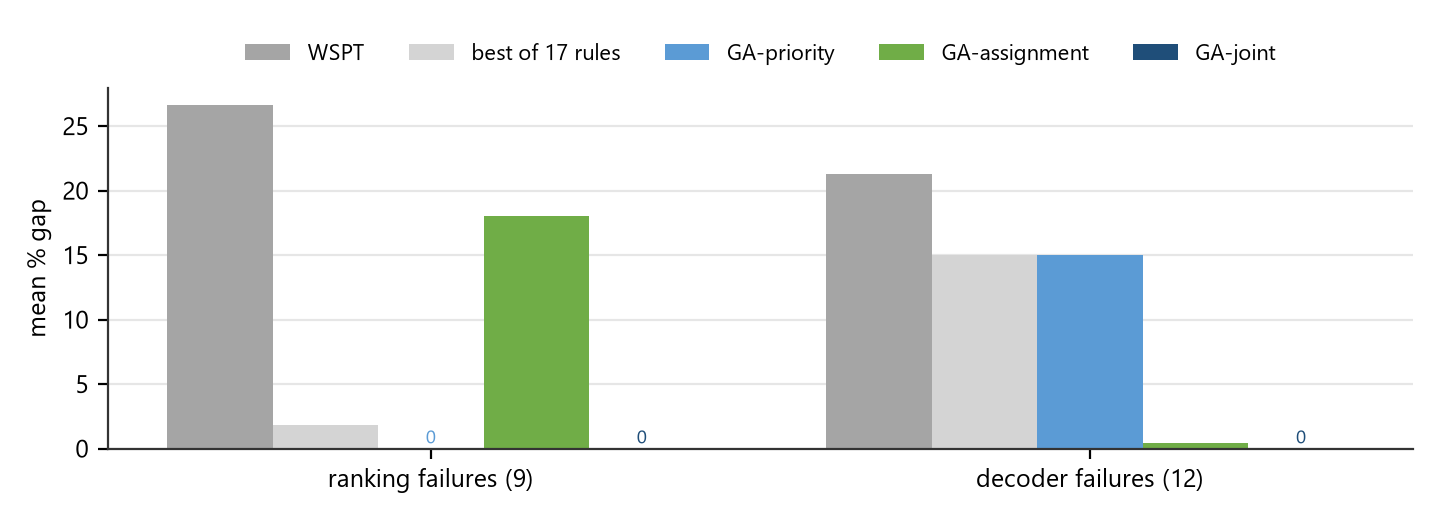 WSPT best of 17 rules GA-priority GA-assignment GA-joint
mean % gap
25
20
15
10
5
0
0 0 0
ranking failures (9) decoder failures (12)